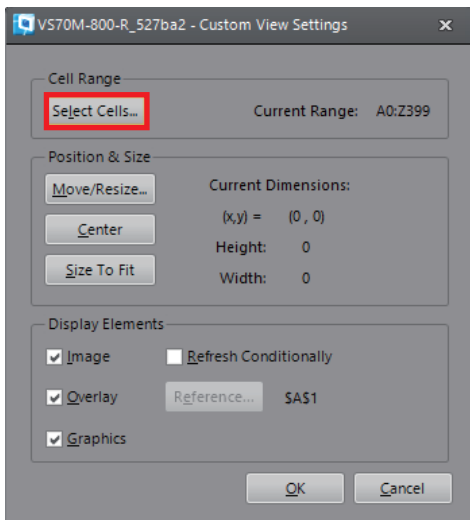 VS70M-800-R_527ba2 - Custom View Settings
Cell Range
Select Cells... Current Range: A0:Z399
Position & Size
Move/Resize... Current Dimensions:
(x,y) = (0 , 0)
Center
Height: 0
Size To Fit
Width: 0
Display Elements
Image Refresh Conditionally
Overlay Reference... $A$1
Graphics
OK Cancel